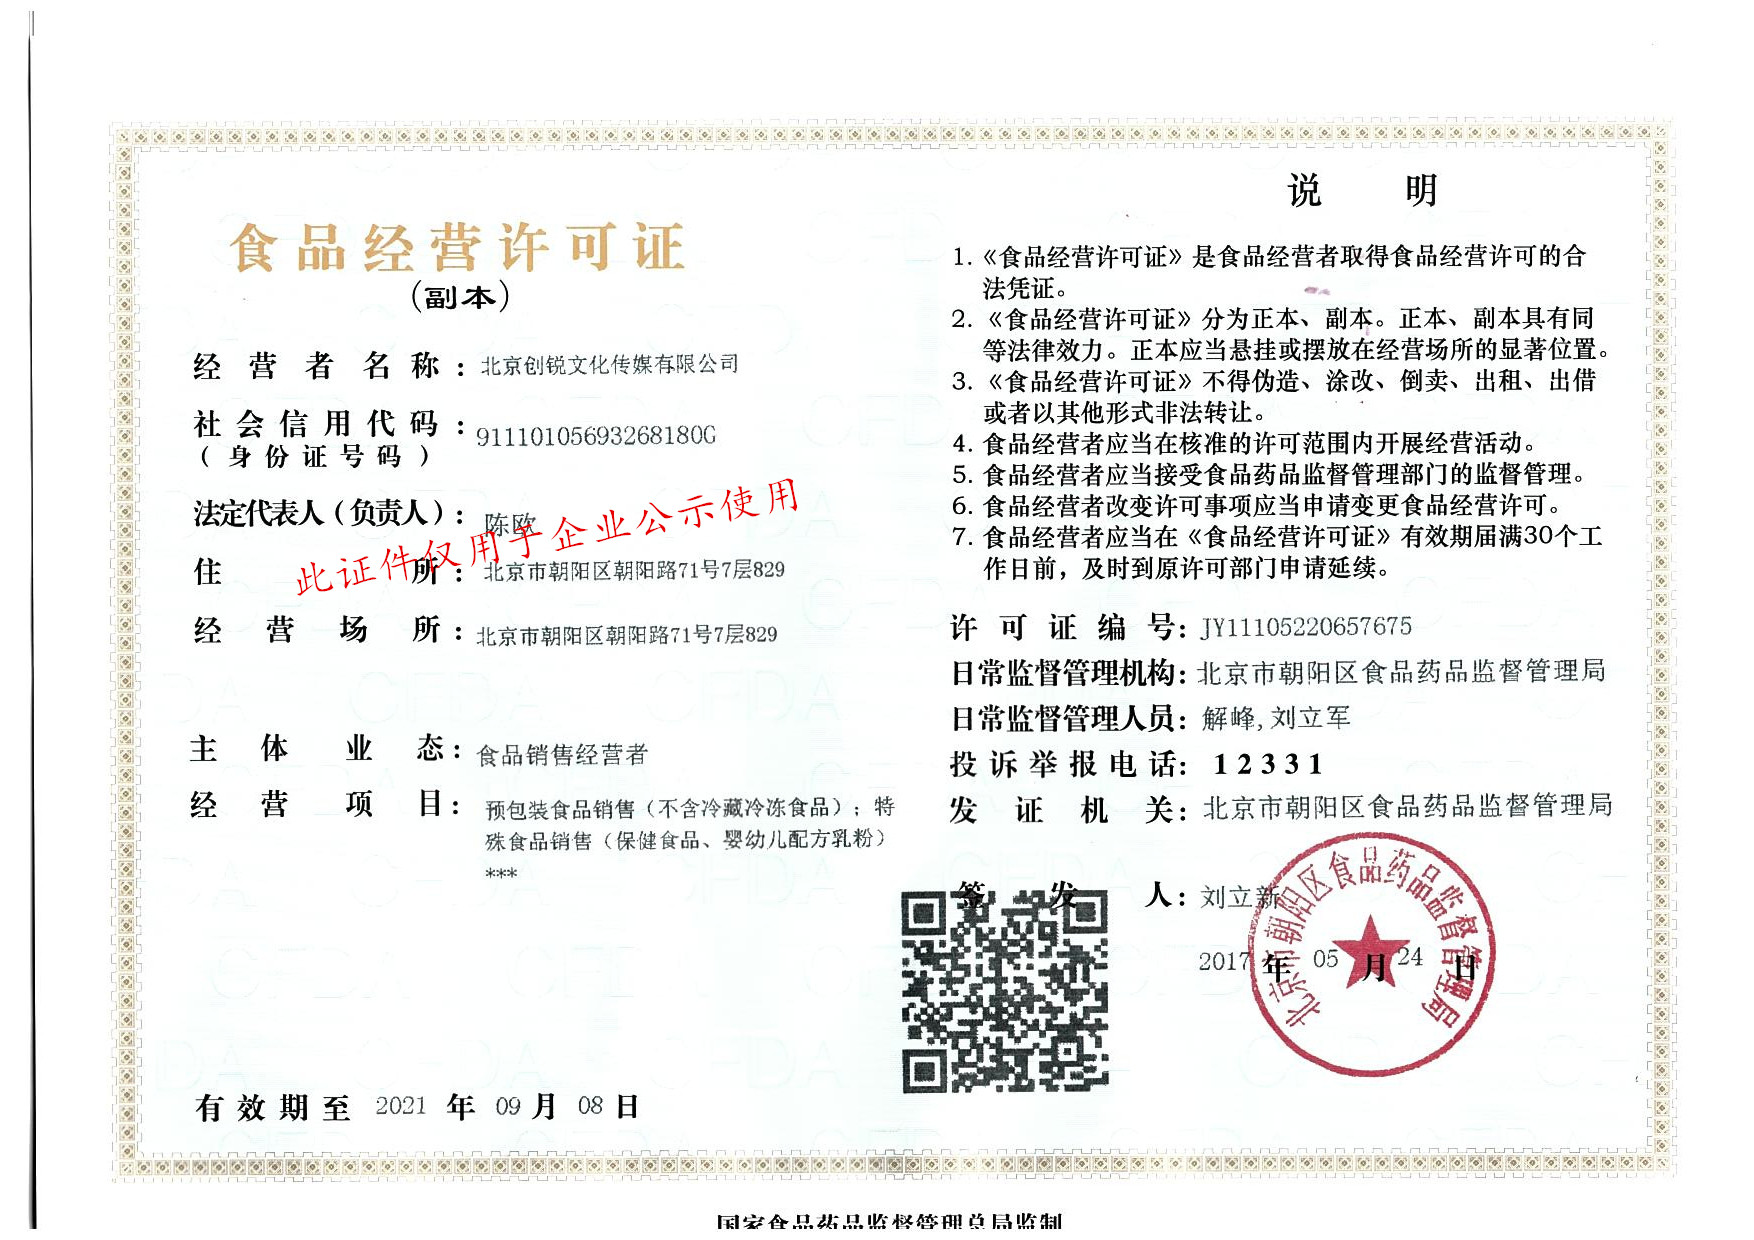 食品经营许可证
（副本）
经营者名称：北京创锐文化传媒有限公司
社会信用代码：91110105693268180G
（身份证号码）
法定代表人（负责人）：陈欧
住所：北京市朝阳区朝阳路71号7层829
经营场所：北京市朝阳区朝阳路71号7层829
主体业态：食品销售经营者
经营项目：预包装食品销售（不含冷藏冷冻食品）；特
殊食品销售（保健食品、婴幼儿配方乳粉）
***
有效期至 2021 年 09 月 08 日
此证件仅用于企业公示使用
说明
1.《食品经营许可证》是食品经营者取得食品经营许可的合
法凭证。
2.《食品经营许可证》分为正本、副本。正本、副本具有同
等法律效力。正本应当悬挂或摆放在经营场所的显著位置。
3.《食品经营许可证》不得伪造、涂改、倒卖、出租、出借
或者以其他形式非法转让。
4.食品经营者应当在核准的许可范围内开展经营活动。
5.食品经营者应当接受食品药品监督管理部门的监督管理。
6.食品经营者改变许可事项应当申请变更食品经营许可。
7.食品经营者应当在《食品经营许可证》有效期届满30个工
作日前，及时到原许可部门申请延续。
许可证编号：JY11105220657675
日常监督管理机构：北京市朝阳区食品药品监督管理局
日常监督管理人员：解峰,刘立军
投诉举报电话：12331
发证机关：北京市朝阳区食品药品监督管理局
签发人：刘立新
2017 年 05 月 24 日
北京市朝阳区食品药品监督管理局
国家食品药品监督管理总局监制